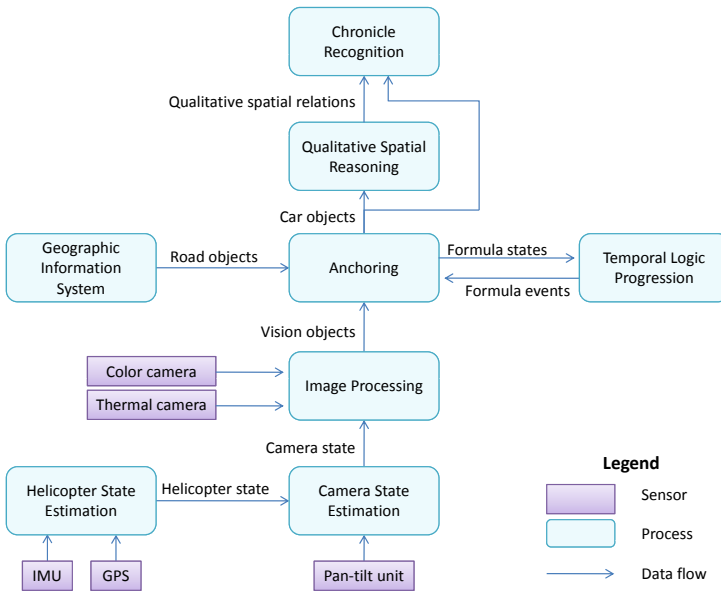 Chronicle
Recognition
Qualitative spatial relations
Qualitative Spatial
Reasoning
Car objects
Geographic
Information
System
Road objects
Anchoring
Formula states
Formula events
Temporal Logic
Progression
Vision objects
Color camera
Thermal camera
Image Processing
Camera state
Helicopter State
Estimation
Helicopter state
Camera State
Estimation
IMU
GPS
Pan-tilt unit
Legend
Sensor
Process
Data flow